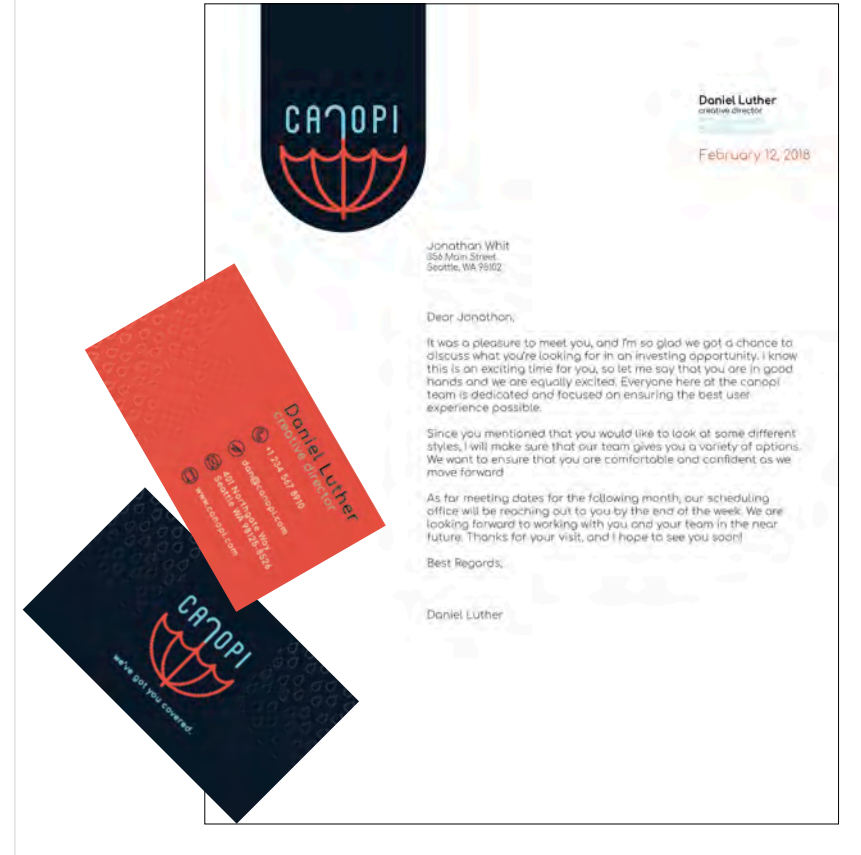 CANOPI
Daniel Luther
creative director
February 12, 2018
Jonathan Whit
356 Main Street
Seattle, WA 98102
Dear Jonathan,
It was a pleasure to meet you, and I'm so glad we got a chance to
discuss what you're looking for in an investing opportunity. I know
this is an exciting time for you, so let me say that you are in good
hands and we are equally excited. Everyone here at the canopi
team is dedicated and focused on ensuring the best user
experience possible.
Since you mentioned that you would like to look at some different
styles, I will make sure that our team gives you a variety of options.
We want to ensure that you are comfortable and confident as we
move forward
As for meeting dates for the following month, our scheduling
office will be reaching out to you by the end of the week. We are
looking forward to working with you and your team in the near
future. Thanks for your visit, and I hope to see you soon!
Best Regards,
Daniel Luther
Daniel Luther
creative director
+1 234 567 8910
dan@canopi.com
401 Northgate Way
Seattle WA 98125-8526
www.canopi.com
CANOPI
we've got you covered.